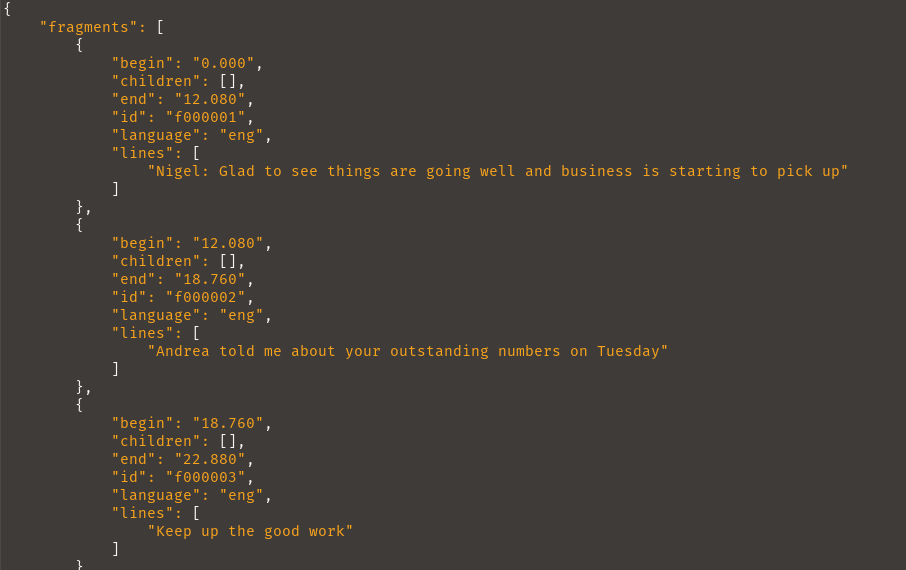 {
    "fragments": [
        {
            "begin": "0.000",
            "children": [],
            "end": "12.080",
            "id": "f000001",
            "language": "eng",
            "lines": [
                "Nigel: Glad to see things are going well and business is starting to pick up"
            ]
        },
        {
            "begin": "12.080",
            "children": [],
            "end": "18.760",
            "id": "f000002",
            "language": "eng",
            "lines": [
                "Andrea told me about your outstanding numbers on Tuesday"
            ]
        },
        {
            "begin": "18.760",
            "children": [],
            "end": "22.880",
            "id": "f000003",
            "language": "eng",
            "lines": [
                "Keep up the good work"
            ]
        }